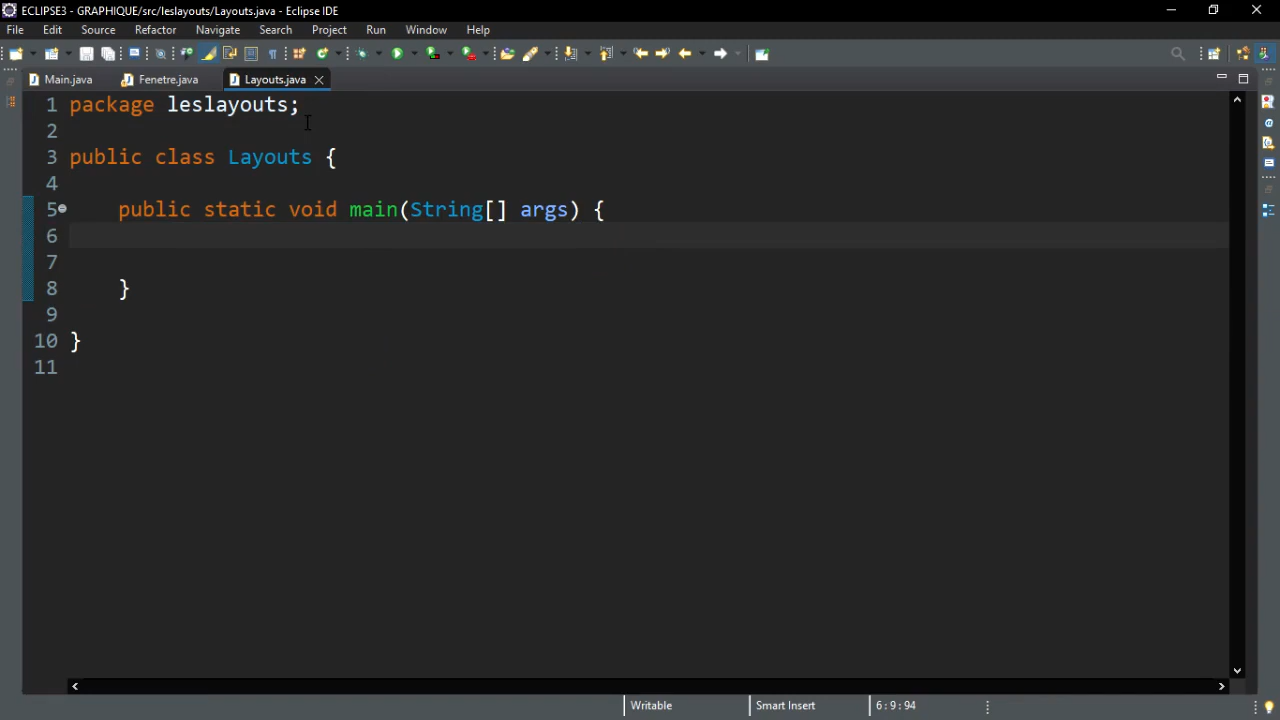 ECLIPSE3 - GRAPHIQUE/src/leslayouts/Layouts.java - Eclipse IDE
File Edit Source Refactor Navigate Search Project Run Window Help
Main.java Fenetre.java Layouts.java
1 package leslayouts;
2
3 public class Layouts {
4
5 public static void main(String[] args) {
6
7
8 }
9
10 }
11
Writable Smart Insert 6 : 9 : 94